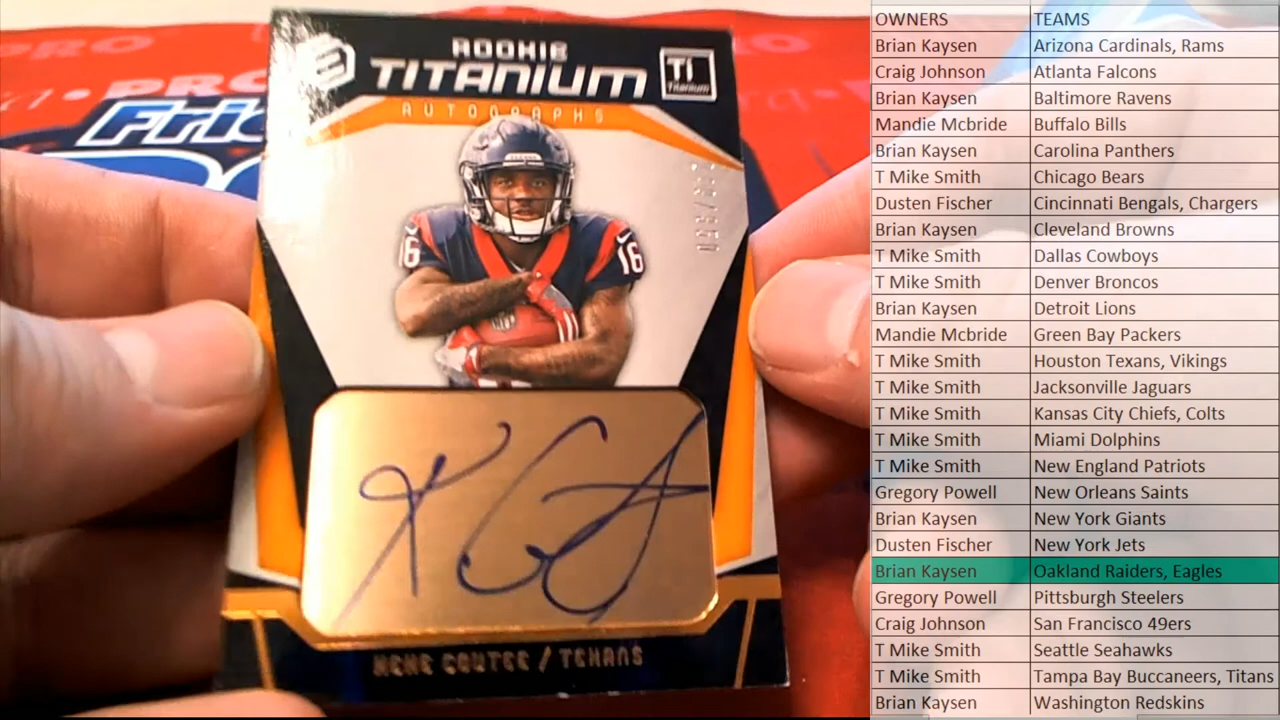 ROOKIE
TITANIUM
TI
Titanium
AUTOGRAPHS
16
16
KEKE COUTEE / TEXANS
PRO
OWNERS TEAMS
Brian Kaysen Arizona Cardinals, Rams
Craig Johnson Atlanta Falcons
Brian Kaysen Baltimore Ravens
Mandie Mcbride Buffalo Bills
Brian Kaysen Carolina Panthers
T Mike Smith Chicago Bears
Dusten Fischer Cincinnati Bengals, Chargers
Brian Kaysen Cleveland Browns
T Mike Smith Dallas Cowboys
T Mike Smith Denver Broncos
Brian Kaysen Detroit Lions
Mandie Mcbride Green Bay Packers
T Mike Smith Houston Texans, Vikings
T Mike Smith Jacksonville Jaguars
T Mike Smith Kansas City Chiefs, Colts
T Mike Smith Miami Dolphins
T Mike Smith New England Patriots
Gregory Powell New Orleans Saints
Brian Kaysen New York Giants
Dusten Fischer New York Jets
Brian Kaysen Oakland Raiders, Eagles
Gregory Powell Pittsburgh Steelers
Craig Johnson San Francisco 49ers
T Mike Smith Seattle Seahawks
T Mike Smith Tampa Bay Buccaneers, Titans
Brian Kaysen Washington Redskins